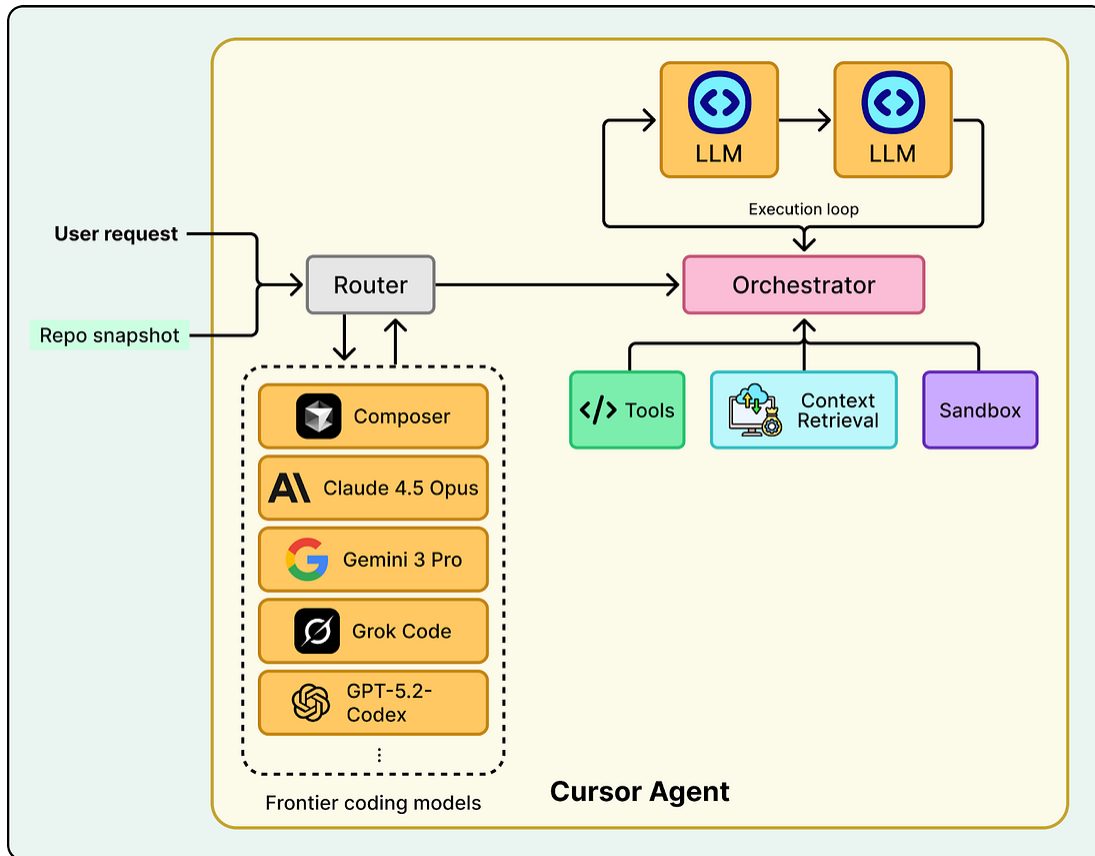 LLM
LLM
Execution loop
User request
Router
Orchestrator
Repo snapshot
Composer
Claude 4.5 Opus
Gemini 3 Pro
Grok Code
GPT-5.2-
Codex
⋮
Frontier coding models
</> Tools
Context
Retrieval
Sandbox
Cursor Agent